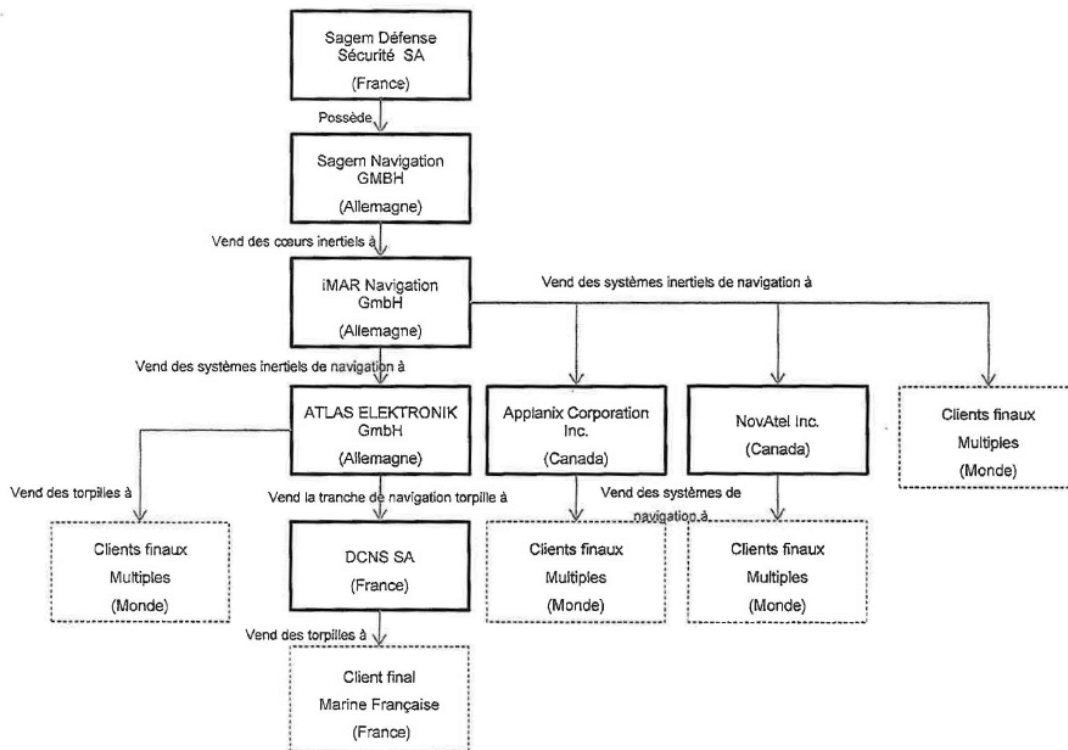 Sagem Défense
Sécurité SA
(France)
Possède
Sagem Navigation
GMBH
(Allemagne)
Vend des cœurs inertiels à
iMAR Navigation
GmbH
(Allemagne)
Vend des systèmes inertiels de navigation à
Vend des systèmes inertiels de navigation à
ATLAS ELEKTRONIK
GmbH
(Allemagne)
Applanix Corporation
Inc.
(Canada)
NovAtel Inc.
(Canada)
Clients finaux
Multiples
(Monde)
Vend des torpilles à
Vend la tranche de navigation torpille à
Vend des systèmes de
navigation à
Clients finaux
Multiples
(Monde)
DCNS SA
(France)
Clients finaux
Multiples
(Monde)
Clients finaux
Multiples
(Monde)
Vend des torpilles à
Client final
Marine Française
(France)